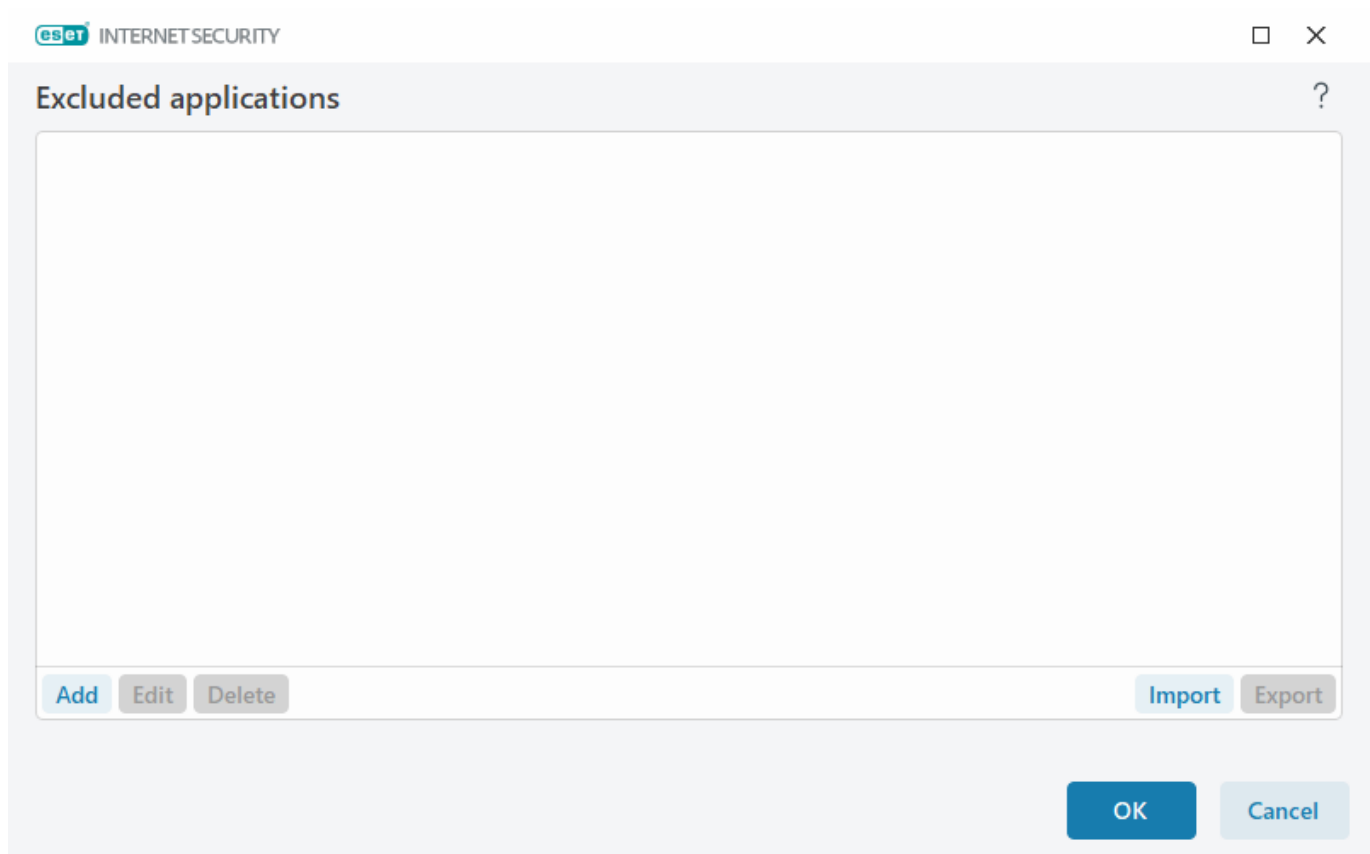 eset INTERNET SECURITY
Excluded applications
?
Add Edit Delete Import Export
OK Cancel